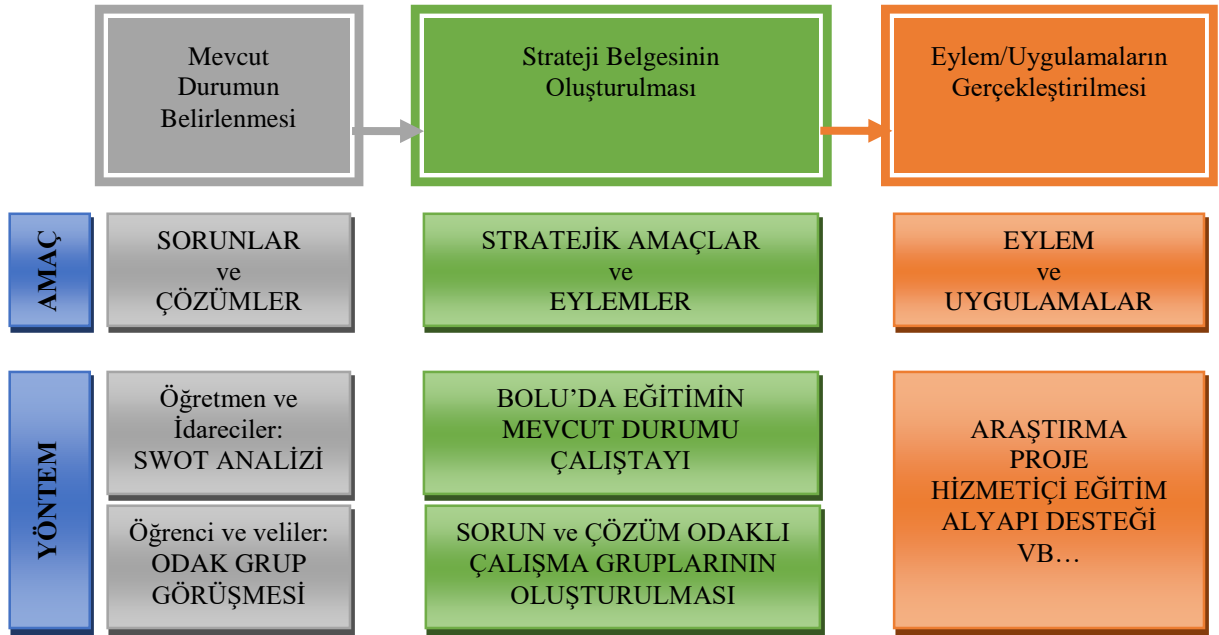 Mevcut
Durumun
Belirlenmesi
Strateji Belgesinin
Oluşturulması
Eylem/Uygulamaların
Gerçekleştirilmesi
AMAÇ
SORUNLAR
ve
ÇÖZÜMLER
STRATEJİK AMAÇLAR
ve
EYLEMLER
EYLEM
ve
UYGULAMALAR
YÖNTEM
Öğretmen ve
İdareciler:
SWOT ANALİZİ
Öğrenci ve veliler:
ODAK GRUP
GÖRÜŞMESİ
BOLU’DA EĞİTİMİN
MEVCUT DURUMU
ÇALIŞTAYI
SORUN ve ÇÖZÜM ODAKLI
ÇALIŞMA GRUPLARININ
OLUŞTURULMASI
ARAŞTIRMA
PROJE
HİZMETİÇİ EĞİTİM
ALYAPI DESTEĞİ
VB…